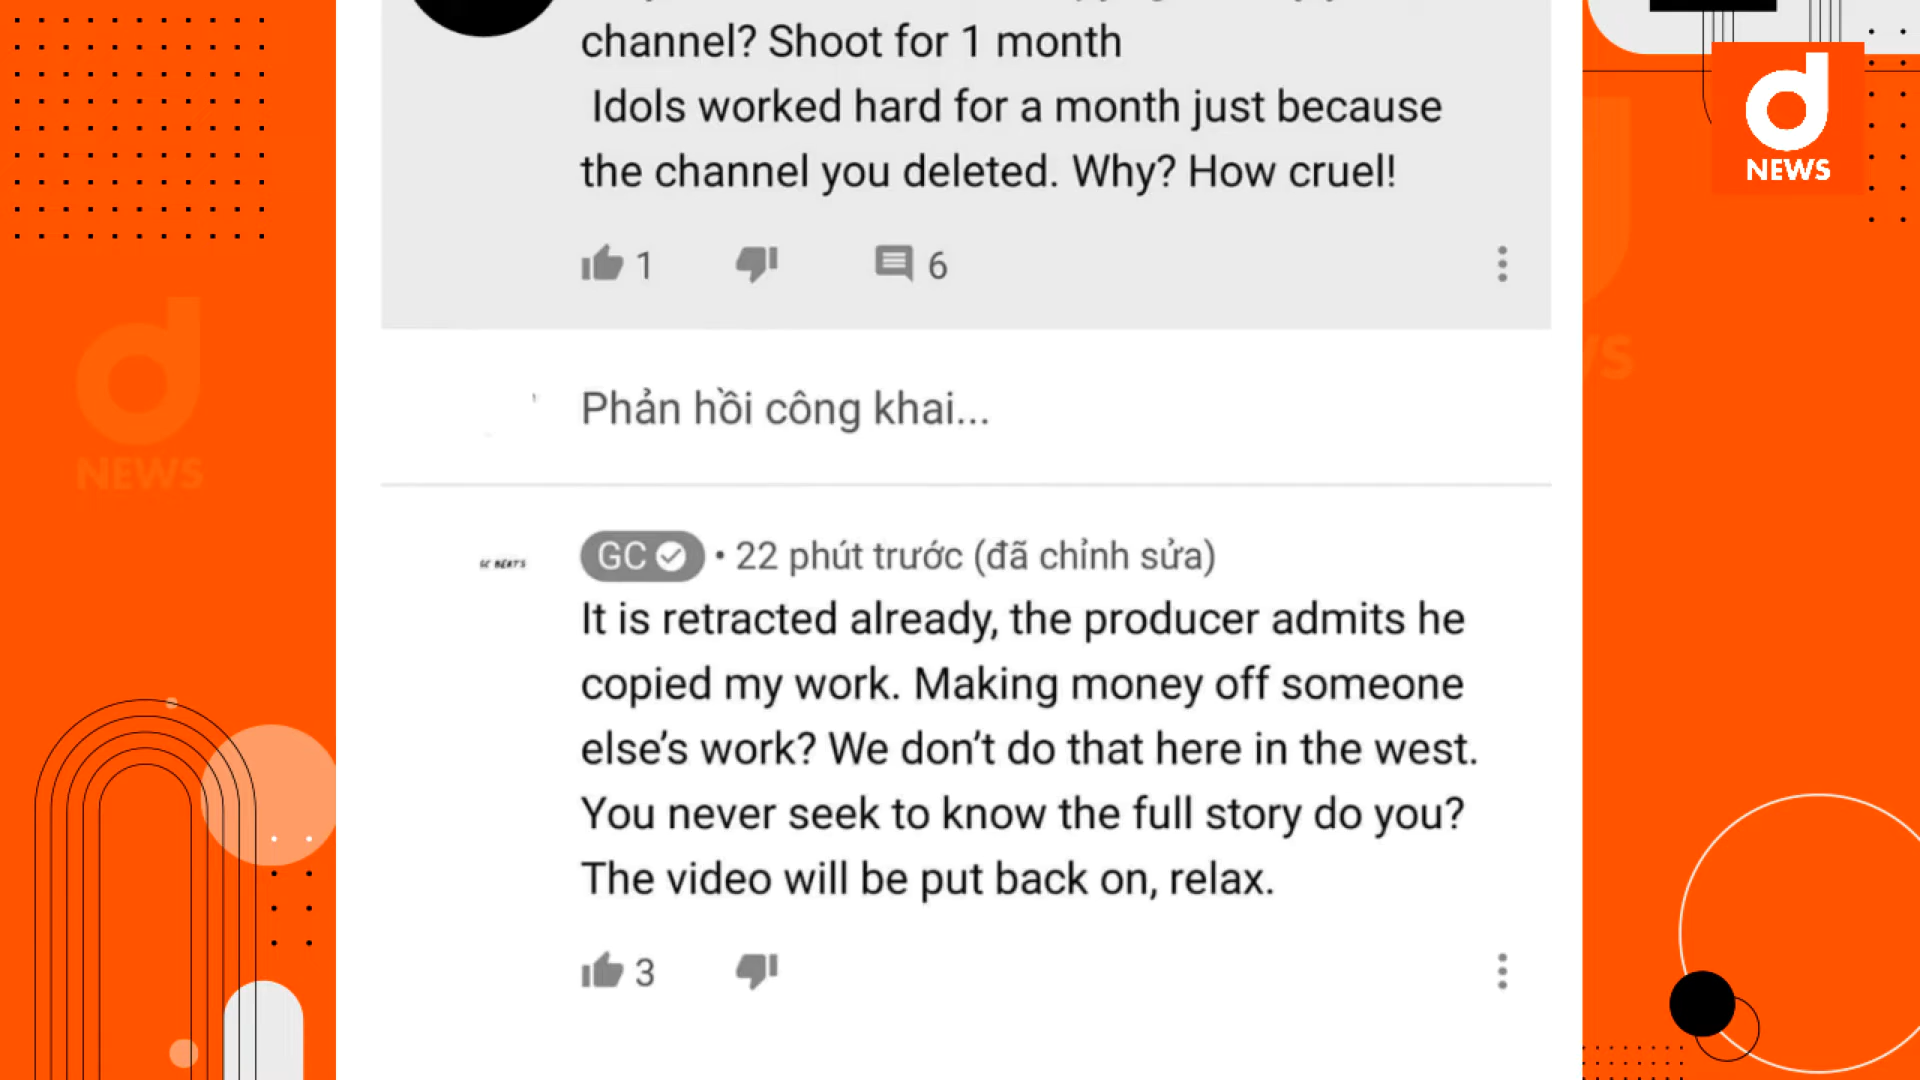 channel? Shoot for 1 month
Idols worked hard for a month just because
the channel you deleted. Why? How cruel!
1 6
Phản hồi công khai...
GC • 22 phút trước (đã chỉnh sửa)
GC BEATS
It is retracted already, the producer admits he
copied my work. Making money off someone
else's work? We don't do that here in the west.
You never seek to know the full story do you?
The video will be put back on, relax.
3
d
NEWS
d
NEWS
WS